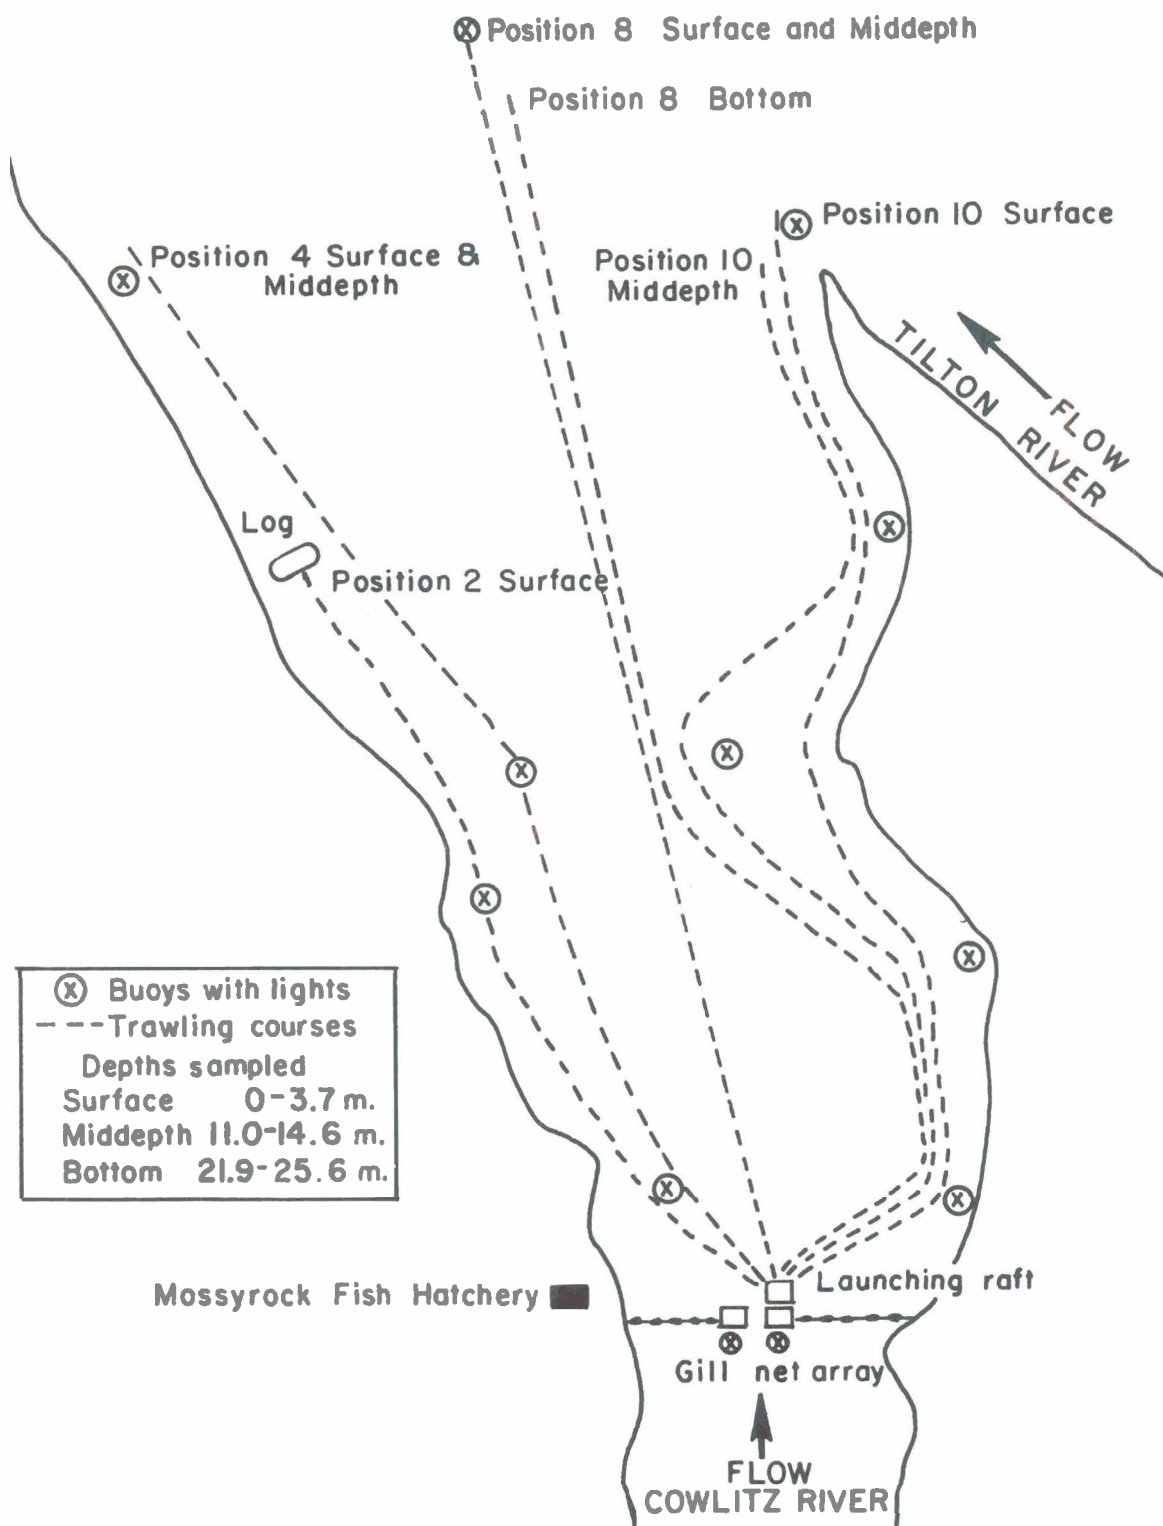 Position 8 Surface and Middepth
Position 8 Bottom
Position 10 Surface
Position 4 Surface &
Middepth
Position 10
Middepth
TILTON RIVER
FLOW
Log
Position 2 Surface
Buoys with lights
Trawling courses
Depths sampled
Surface 0-3.7 m.
Middepth 11.0-14.6 m.
Bottom 21.9-25.6 m.
Mossyrock Fish Hatchery
Launching raft
Gill net array
FLOW
COWLITZ RIVER